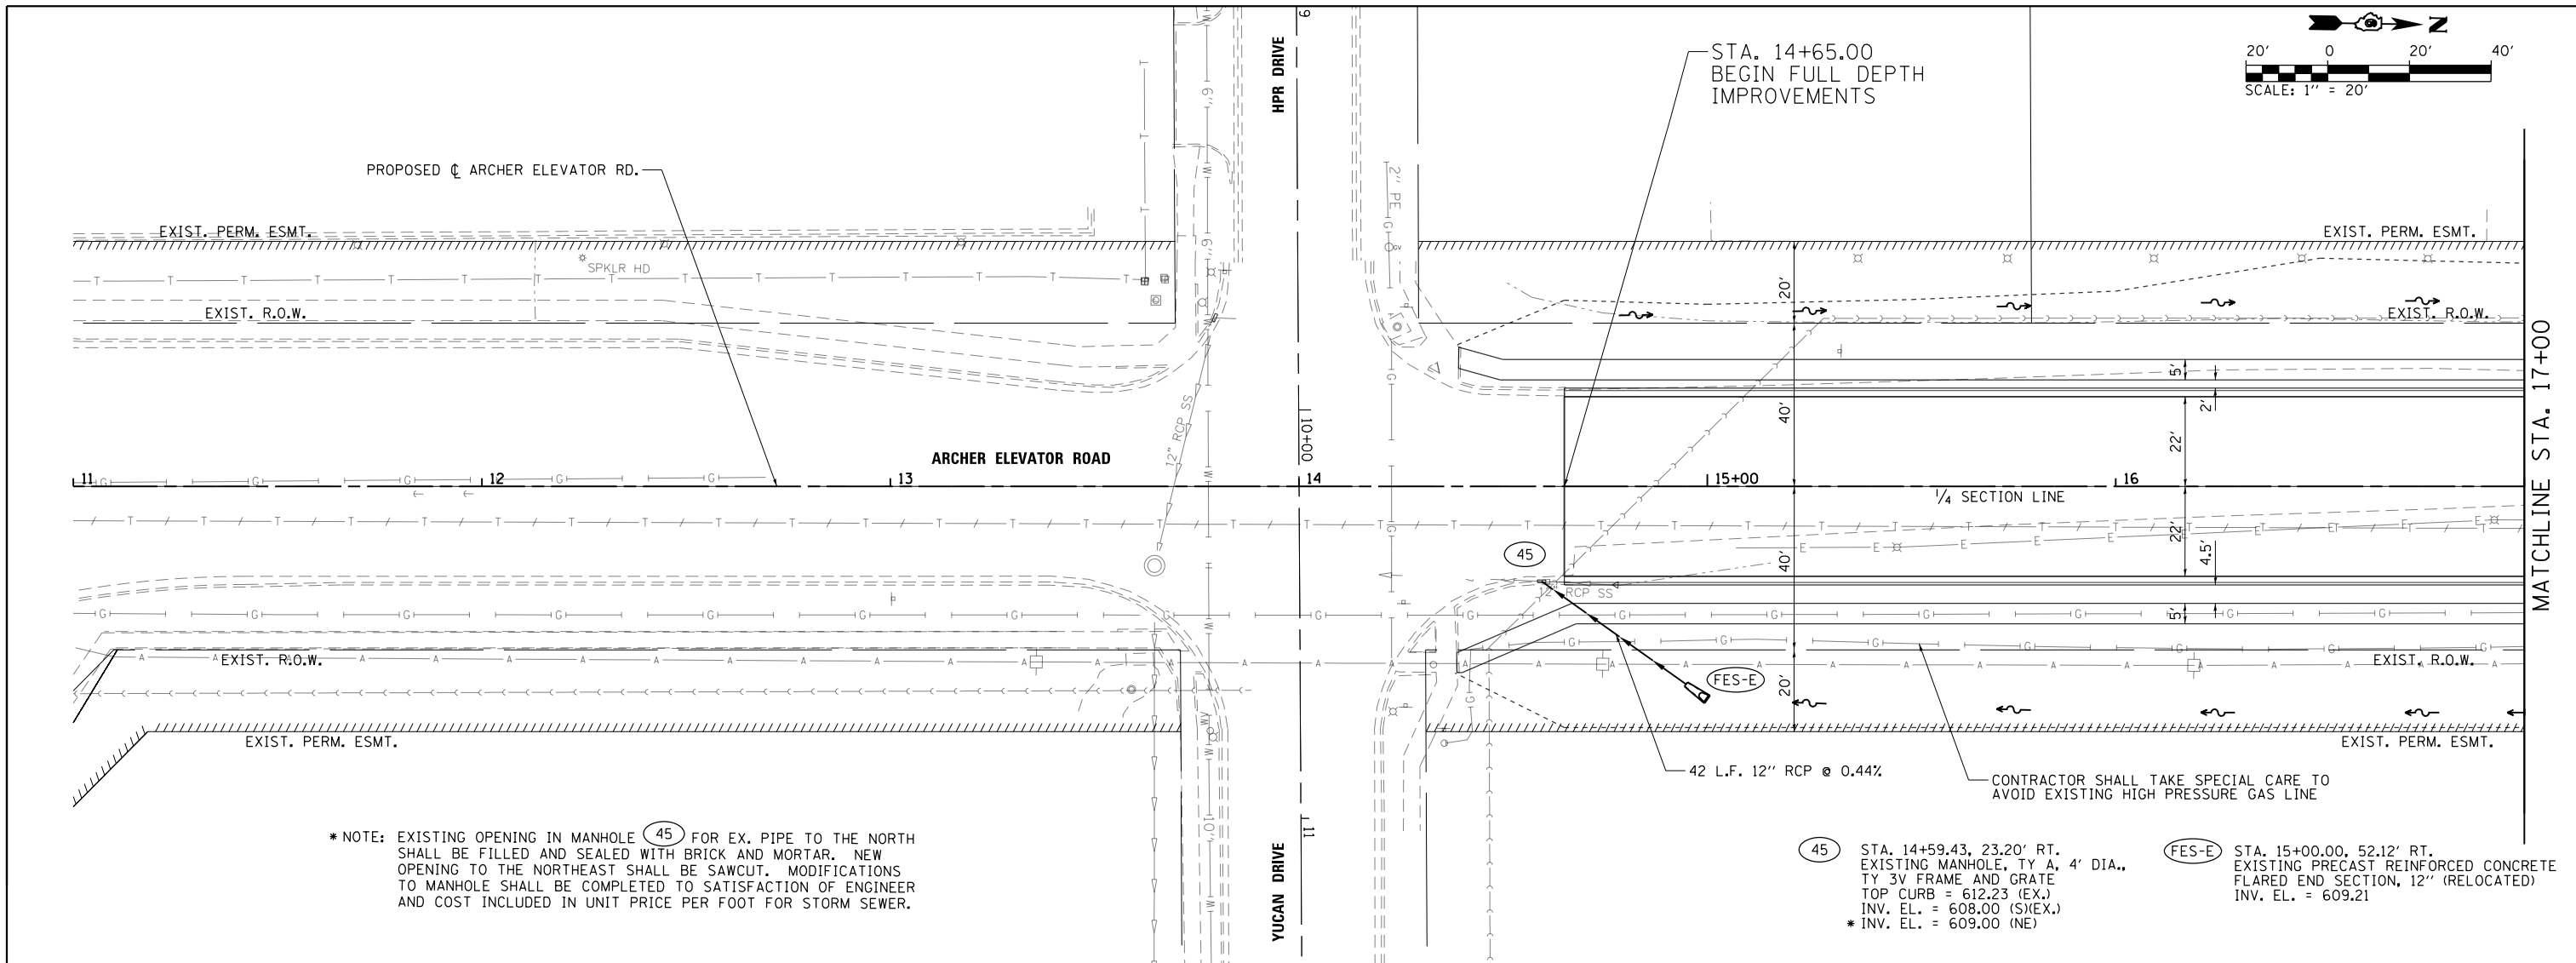 HPR DRIVE
9
STA. 14+65.00
BEGIN FULL DEPTH
IMPROVEMENTS
N
20' 0 20' 40'
SCALE: 1'' = 20'
PROPOSED ℄ ARCHER ELEVATOR RD.
6''
2'' PE
EXIST. PERM. ESMT.
EXIST. PERM. ESMT.
6''
SPKLR HD
EXIST. R.O.W.
EXIST. R.O.W.
20'
40'
5'
2'
22'
12" RCP SS
10+00
ARCHER ELEVATOR ROAD
11 12 13 14 15+00 16
1/4 SECTION LINE
MATCHLINE STA. 17+00
45
12" RCP SS
40'
22'
4.5'
5'
20'
EXIST. R.O.W.
EXIST. R.O.W.
FES-E
EXIST. PERM. ESMT.
EXIST. PERM. ESMT.
42 L.F. 12'' RCP @ 0.44%
CONTRACTOR SHALL TAKE SPECIAL CARE TO
AVOID EXISTING HIGH PRESSURE GAS LINE
10''
11
YUCAN DRIVE
* NOTE: EXISTING OPENING IN MANHOLE 45 FOR EX. PIPE TO THE NORTH
SHALL BE FILLED AND SEALED WITH BRICK AND MORTAR. NEW
OPENING TO THE NORTHEAST SHALL BE SAWCUT. MODIFICATIONS
TO MANHOLE SHALL BE COMPLETED TO SATISFACTION OF ENGINEER
AND COST INCLUDED IN UNIT PRICE PER FOOT FOR STORM SEWER.
45 STA. 14+59.43, 23.20' RT.
EXISTING MANHOLE, TY A, 4' DIA.,
TY 3V FRAME AND GRATE
TOP CURB = 612.23 (EX.)
INV. EL. = 608.00 (S)(EX.)
* INV. EL. = 609.00 (NE)
FES-E STA. 15+00.00, 52.12' RT.
EXISTING PRECAST REINFORCED CONCRETE
FLARED END SECTION, 12'' (RELOCATED)
INV. EL. = 609.21